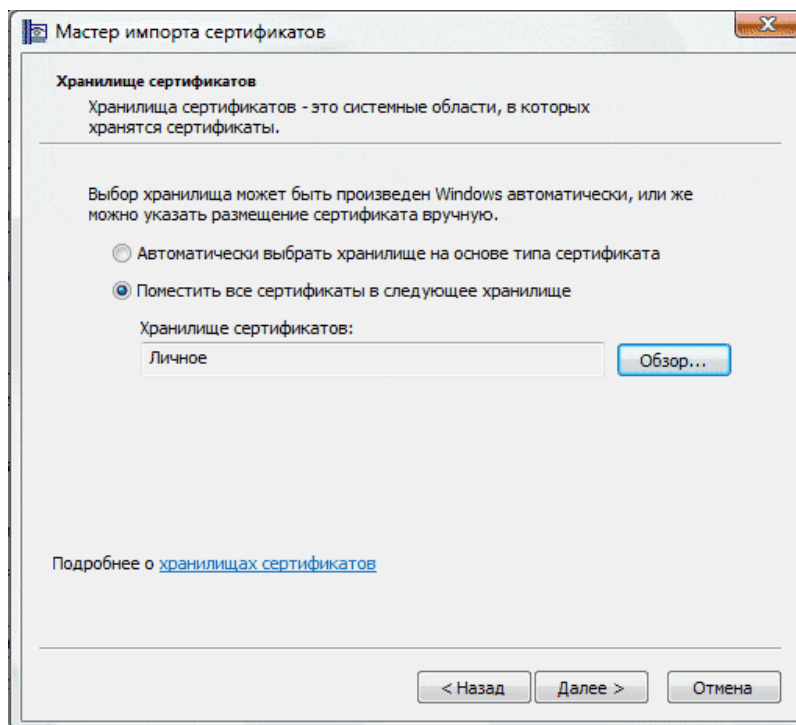 Мастер импорта сертификатов
Хранилище сертификатов
Хранилища сертификатов - это системные области, в которых
хранятся сертификаты.
Выбор хранилища может быть произведен Windows автоматически, или же
можно указать размещение сертификата вручную.
Автоматически выбрать хранилище на основе типа сертификата
Поместить все сертификаты в следующее хранилище
Хранилище сертификатов:
Личное
Обзор...
Подробнее о хранилищах сертификатов
< Назад
Далее >
Отмена